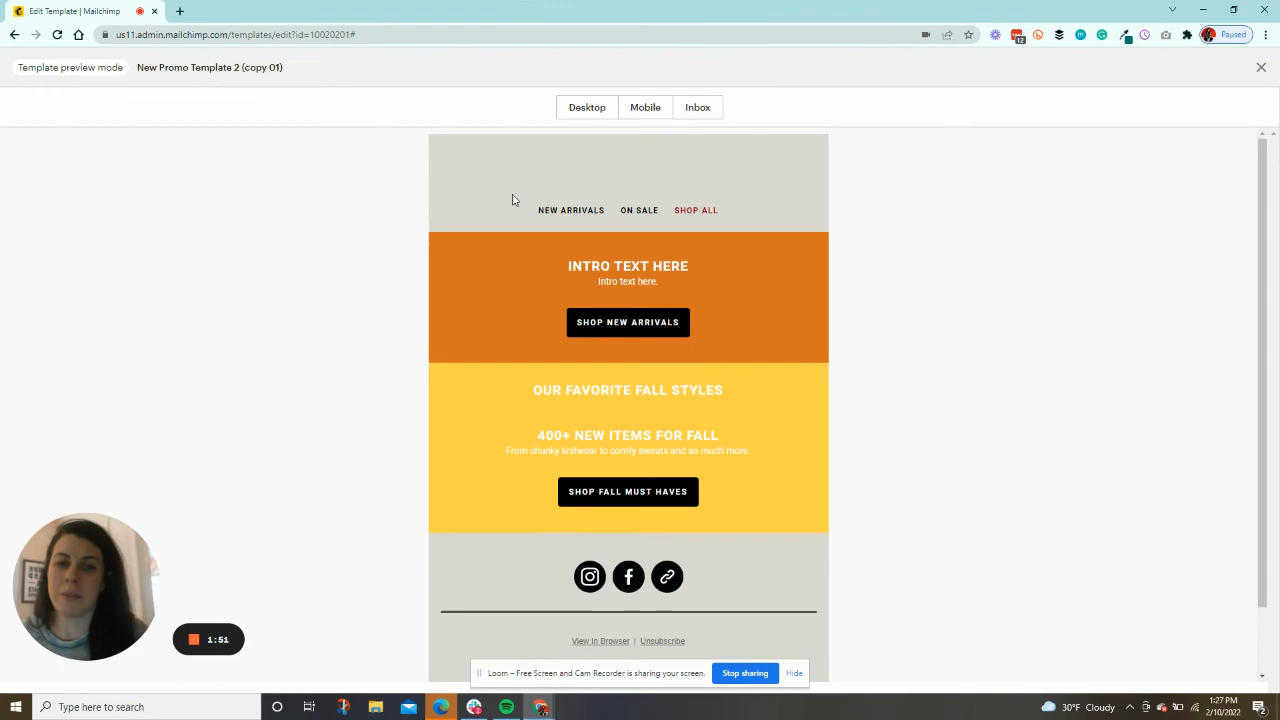 Edit Template | Mailchimp
us11.admin.mailchimp.com/template/edit?id=10020201#
12
Paused
Template preview mode New Promo Template 2 (copy 01)
Desktop Mobile Inbox
NEW ARRIVALS ON SALE SHOP ALL
INTRO TEXT HERE
Intro text here.
SHOP NEW ARRIVALS
OUR FAVORITE FALL STYLES
400+ NEW ITEMS FOR FALL
From chunky knitwear to comfy sweats and so much more.
SHOP FALL MUST HAVES
View In Browser | Unsubscribe
1:51
Loom – Free Screen and Cam Recorder is sharing your screen. Stop sharing Hide
Type here to search
30°F Cloudy
1:27 PM
2/10/2022